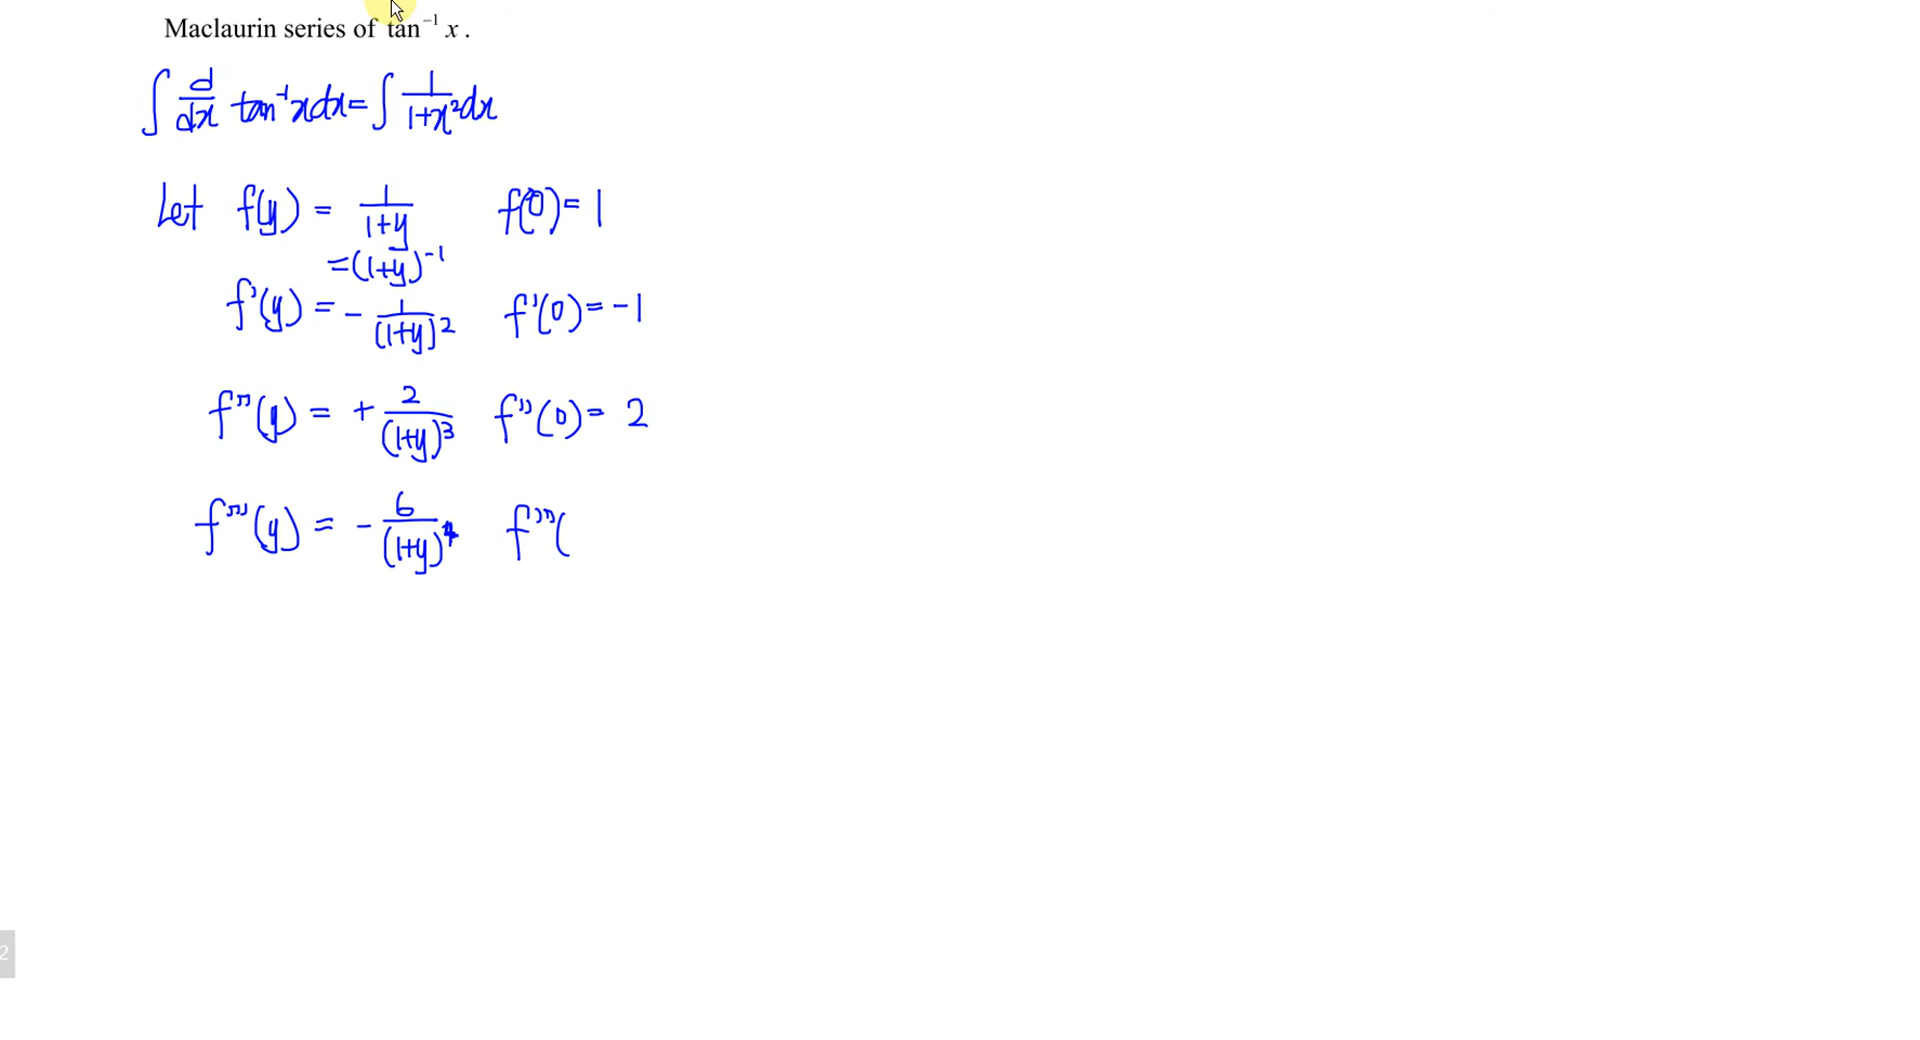 Maclaurin series of tan⁻¹ x .
∫ d/dx tan⁻¹x dx = ∫ 1/(1+x²) dx
Let f(y) = 1/(1+y) f(0) = 1
= (1+y)⁻¹
f'(y) = - 1/(1+y)² f'(0) = -1
f''(y) = + 2/(1+y)³ f''(0) = 2
f'''(y) = - 6/(1+y)⁴ f'''(
2